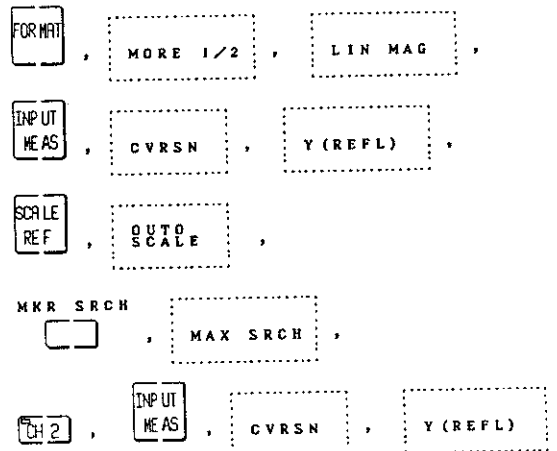 FORMAT , MORE 1/2 , LIN MAG ,
INPUT MEAS , CVRSN , Y(REFL) ,
SCALE REF , OUTO SCALE ,
MKR SRCH
, MAX SRCH ,
CH 2 , INPUT MEAS , CVRSN , Y(REFL)